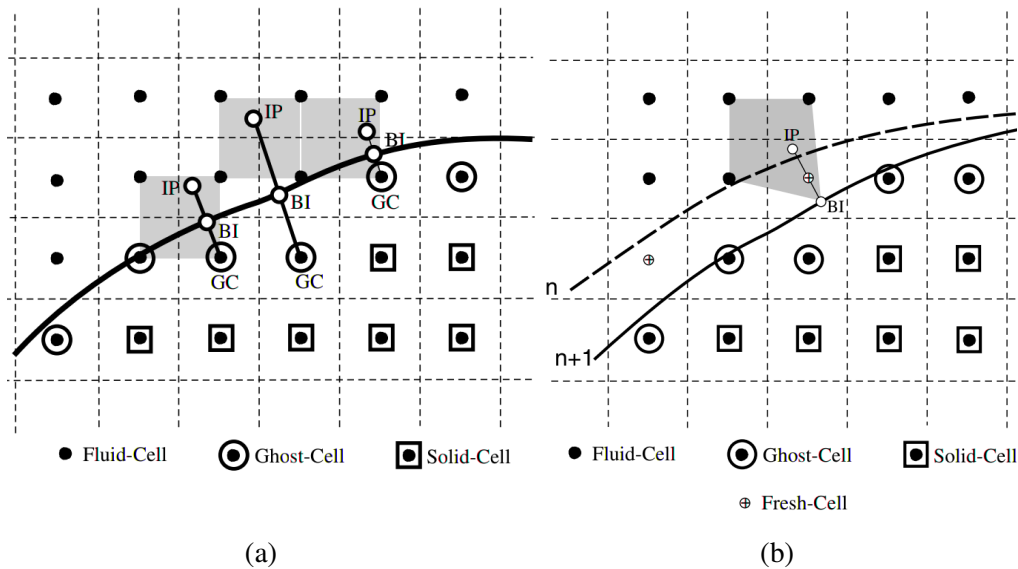 IP
IP
BI
GC
IP
BI
BI
GC
GC
Fluid-Cell
Ghost-Cell
Solid-Cell
(a)
IP
BI
n
n+1
Fluid-Cell
Ghost-Cell
Solid-Cell
Fresh-Cell
(b)